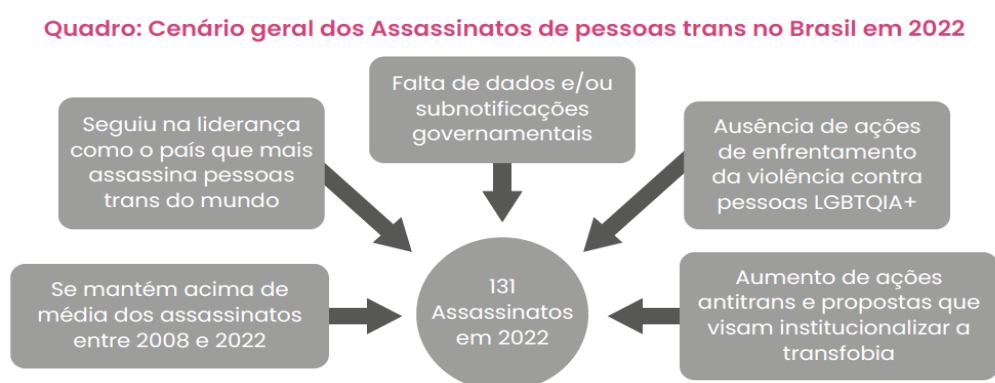 Quadro: Cenário geral dos Assassinatos de pessoas trans no Brasil em 2022
Falta de dados e/ou
subnotificações
governamentais
Seguiu na liderança
como o país que mais
assassina pessoas
trans do mundo
Ausência de ações
de enfrentamento
da violência contra
pessoas LGBTQIA+
Se mantém acima de
média dos assassinatos
entre 2008 e 2022
131
Assassinatos
em 2022
Aumento de ações
antitrans e propostas que
visam institucionalizar a
transfobia